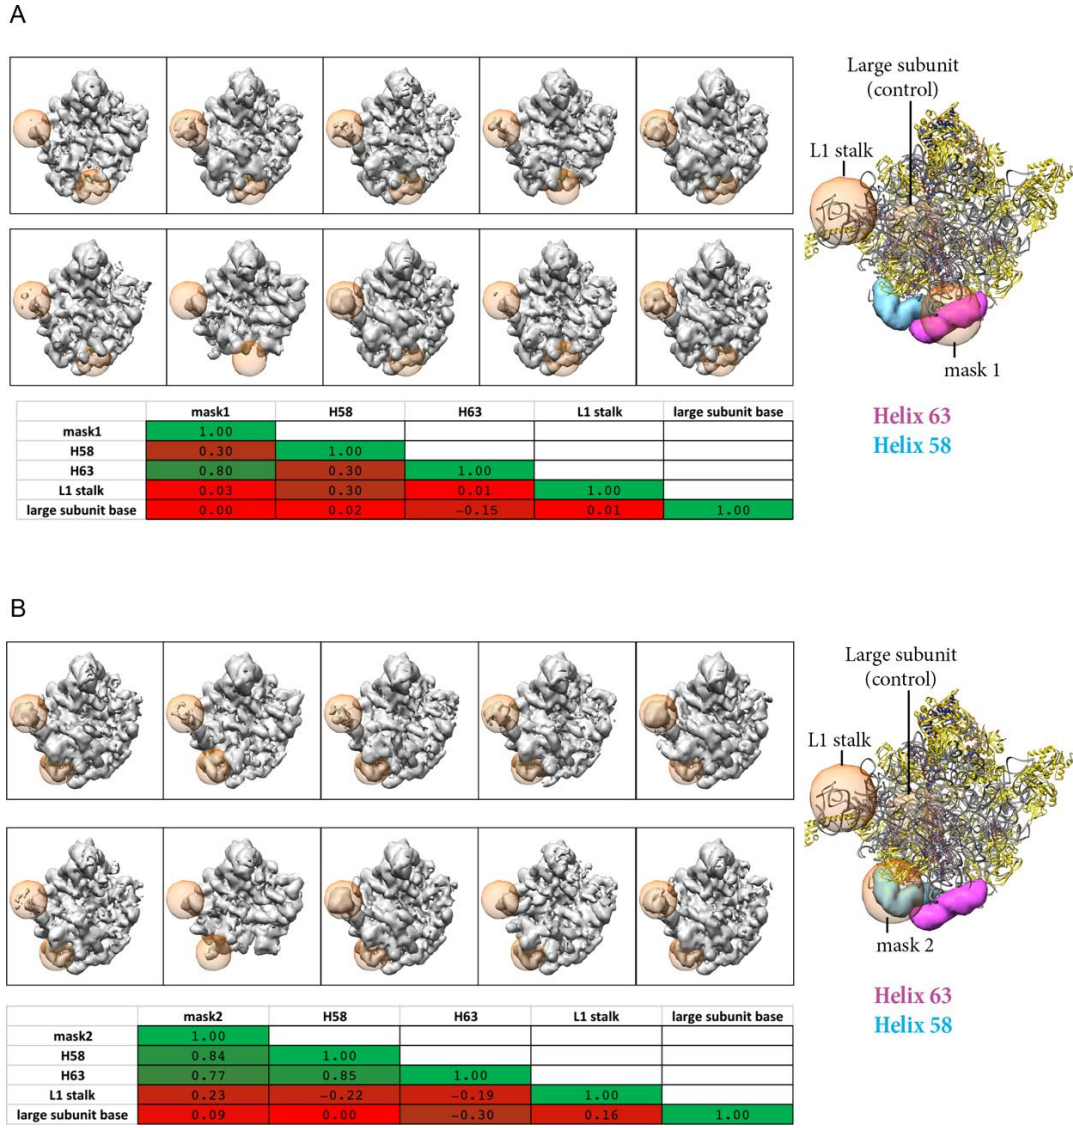 A
Large subunit
(control)
L1 stalk
mask 1
Helix 63
Helix 58
mask1 H58 H63 L1 stalk large subunit base
mask1 1.00
H58 0.30 1.00
H63 0.80 0.30 1.00
L1 stalk 0.03 0.30 0.01 1.00
large subunit base 0.00 0.02 −0.15 0.01 1.00
B
Large subunit
(control)
L1 stalk
mask 2
Helix 63
Helix 58
mask2 H58 H63 L1 stalk large subunit base
mask2 1.00
H58 0.84 1.00
H63 0.77 0.85 1.00
L1 stalk 0.23 −0.22 −0.19 1.00
large subunit base 0.09 0.00 −0.30 0.16 1.00